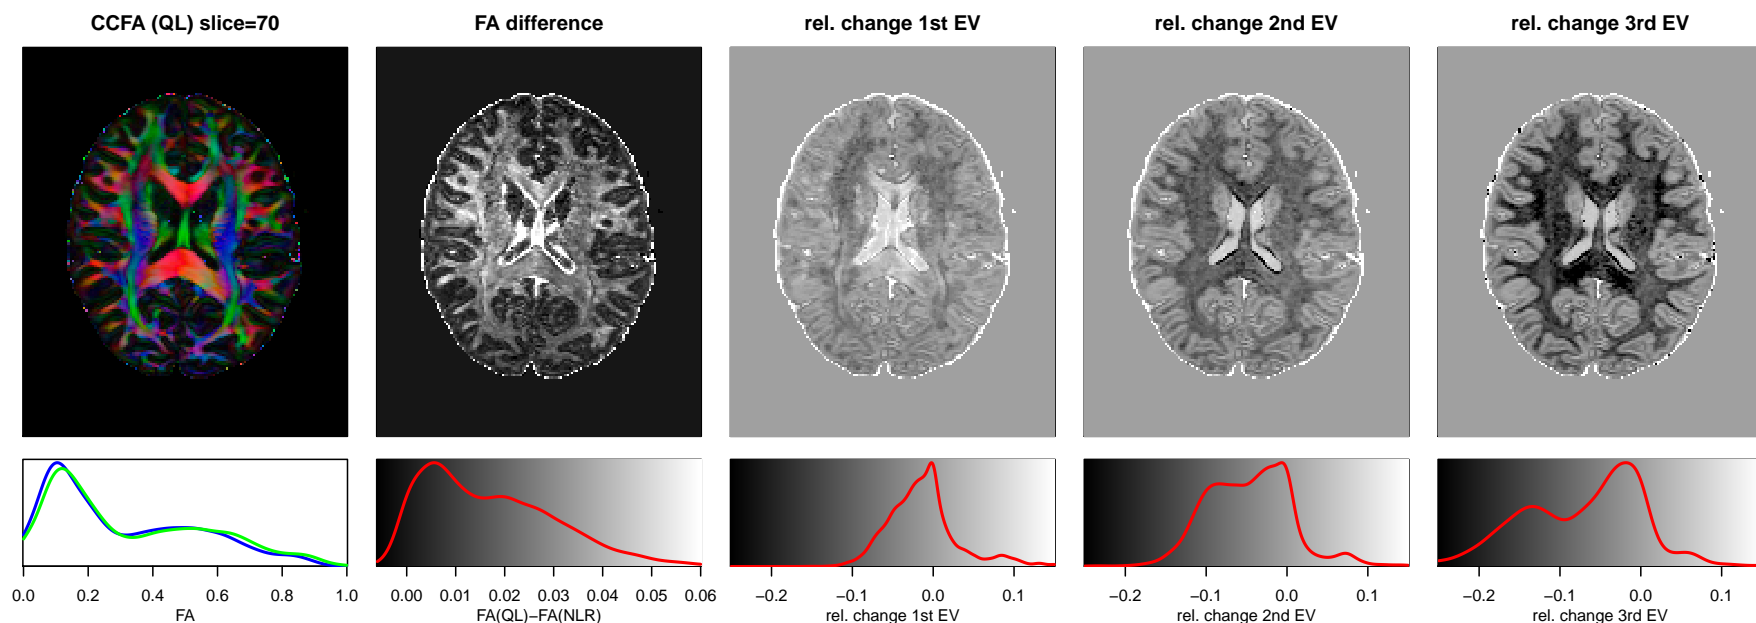 CCFA (QL) slice=70
FA difference
rel. change 1st EV
rel. change 2nd EV
rel. change 3rd EV
0.0 0.2 0.4 0.6 0.8 1.0
FA
0.00 0.01 0.02 0.03 0.04 0.05 0.06
FA(QL)−FA(NLR)
−0.2 −0.1 0.0 0.1
rel. change 1st EV
−0.2 −0.1 0.0 0.1
rel. change 2nd EV
−0.2 −0.1 0.0 0.1
rel. change 3rd EV